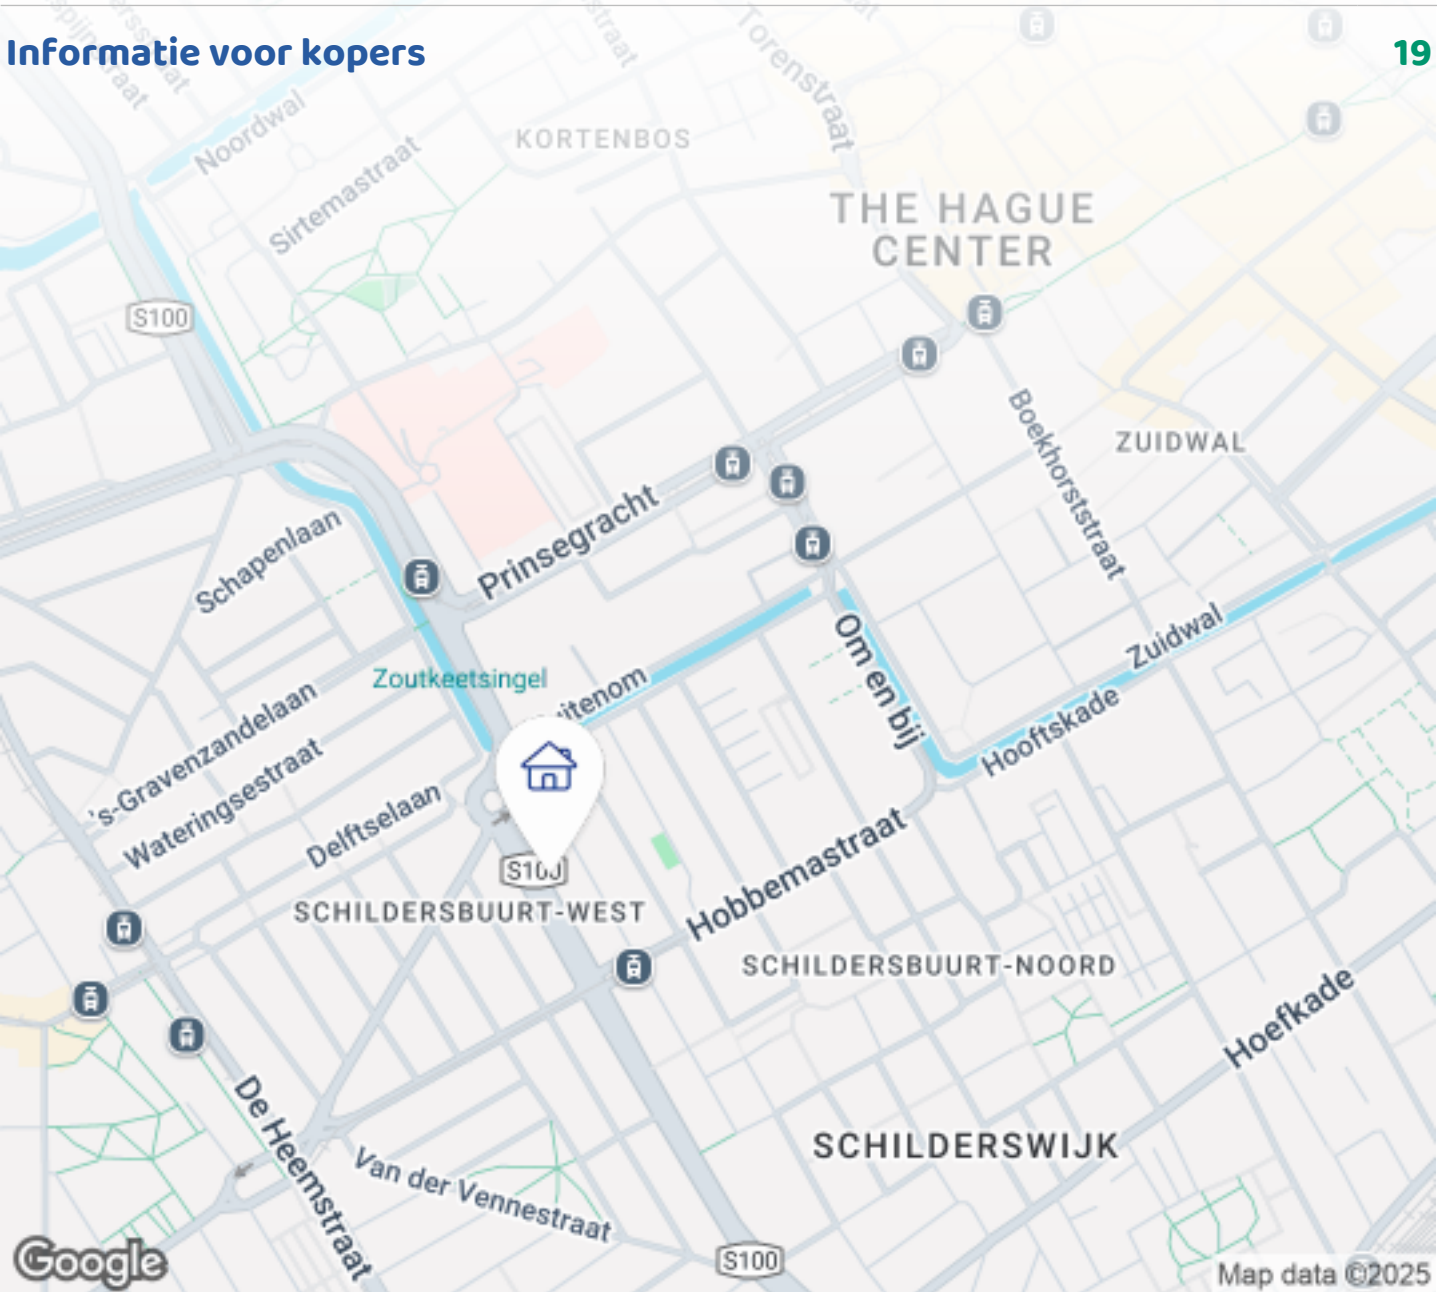 Informatie voor kopers
19
Torenstraat
Noordwal
KORTENBOS
Sirtemastraat
THE HAGUE
CENTER
S100
Boekhorststraat
ZUIDWAL
Prinsegracht
Schapenlaan
Om en bij
Zuidwal
Zoutkeetsingel
uitenom
's-Gravenzandelaan
Hooftskade
Wateringsestraat
Delftselaan
Hobbemastraat
S100
SCHILDERSBUURT-WEST
SCHILDERSBUURT-NOORD
Hoefkade
De Heemstraat
SCHILDERSWIJK
Van der Vennestraat
S100
Google
Map data ©2025